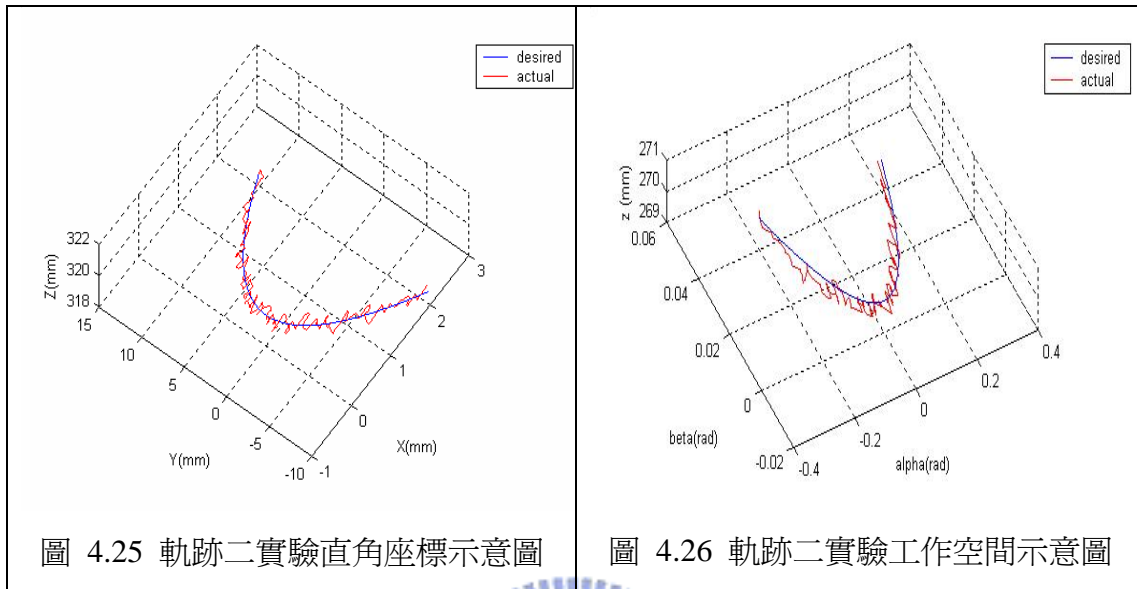 desired
actual
322
320
318
15
10
5
0
-5
-10
-1
0
1
2
3
Z(mm)
Y(mm)
X(mm)
圖 4.25 軌跡二實驗直角座標示意圖
desired
actual
271
270
269
0.06
0.04
0.02
0
-0.02
-0.4
-0.2
0
0.2
0.4
z (mm)
beta(rad)
alpha(rad)
圖 4.26 軌跡二實驗工作空間示意圖